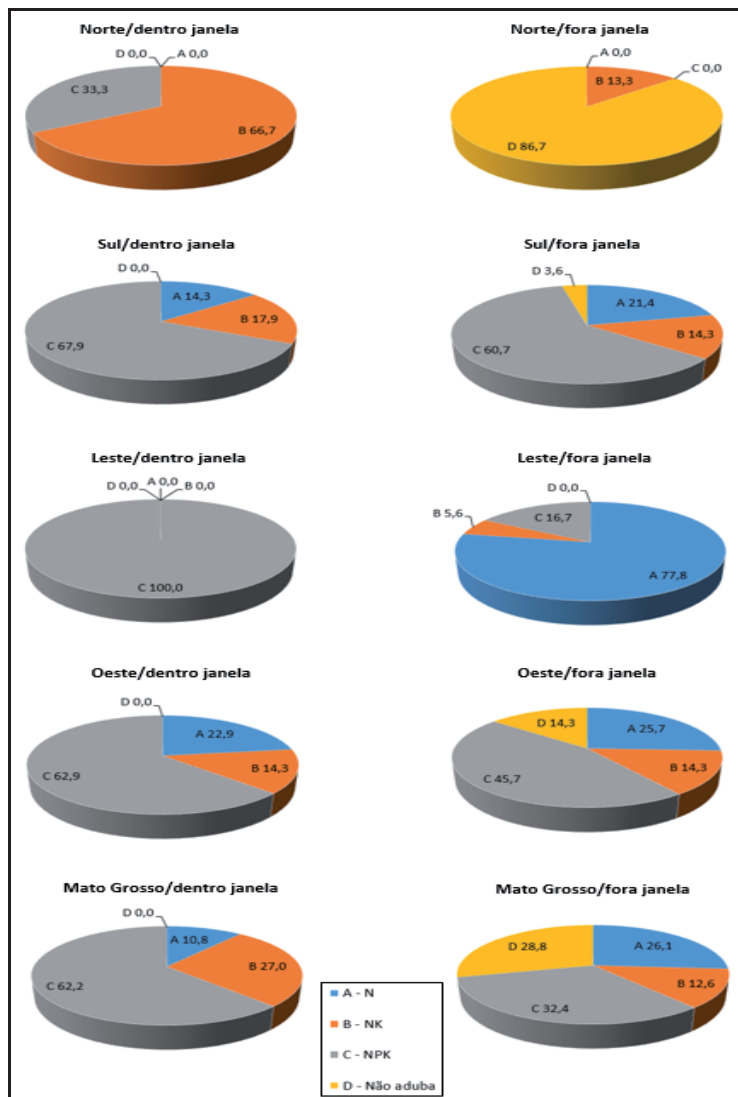 Norte/dentro janela
D 0,0
A 0,0
C 33,3
B 66,7
Norte/fora janela
A 0,0
B 13,3
C 0,0
D 86,7
Sul/dentro janela
D 0,0
A 14,3
B 17,9
C 67,9
Sul/fora janela
D 3,6
A 21,4
B 14,3
C 60,7
Leste/dentro janela
A 0,0
D 0,0
B 0,0
C 100,0
Leste/fora janela
D 0,0
B 5,6
C 16,7
A 77,8
Oeste/dentro janela
D 0,0
A 22,9
B 14,3
C 62,9
Oeste/fora janela
D 14,3
A 25,7
B 14,3
C 45,7
Mato Grosso/dentro janela
D 0,0
A 10,8
B 27,0
C 62,2
Mato Grosso/fora janela
D 28,8
A 26,1
B 12,6
C 32,4
A - N
B - NK
C - NPK
D - Não aduba